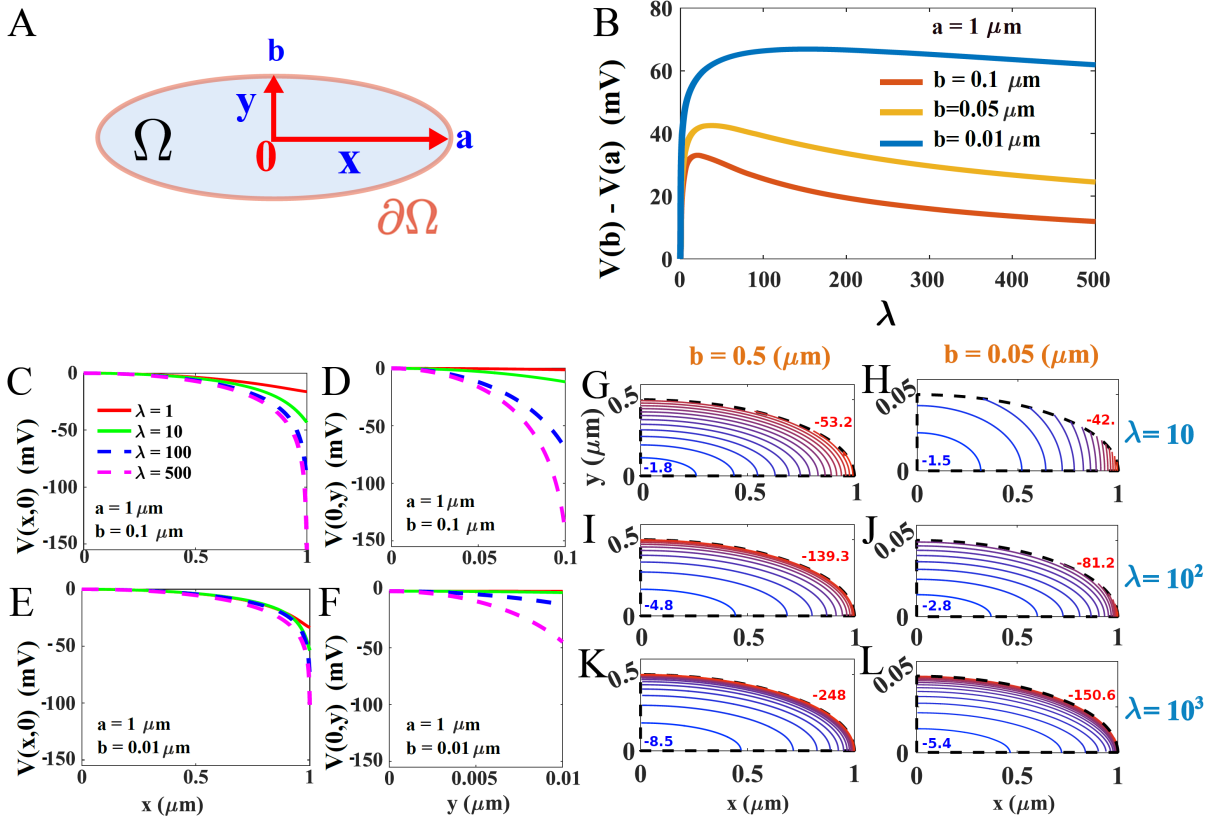 A
b
y
Ω
0
x
a
∂Ω
B
a = 1 μm
b = 0.1 μm
b=0.05 μm
b= 0.01 μm
V(b) - V(a) (mV)
80
60
40
20
0
0 100 200 300 400 500
λ
C
V(x,0) (mV)
0
-50
-100
-150
λ = 1
λ = 10
λ = 100
λ = 500
a = 1 μm
b = 0.1 μm
0 0.5 1
D
V(0,y) (mV)
0
-50
-100
-150
a = 1 μm
b = 0.1 μm
0 0.05 0.1
E
V(x,0) (mV)
0
-50
-100
-150
a = 1 μm
b = 0.01 μm
0 0.5 1
x (μm)
F
V(0,y) (mV)
0
-50
-100
-150
a = 1 μm
b = 0.01 μm
0 0.005 0.01
y (μm)
b = 0.5 (μm)
b = 0.05 (μm)
G
y (μm)
0.5
0
-53.2
-1.8
0 0.5 1
H
0.05
0
-42.
-1.5
0 0.5 1
λ= 10
I
0.5
0
-139.3
-4.8
0 0.5 1
J
0.05
0
-81.2
-2.8
0 0.5 1
λ= 10²
K
0.5
0
-248
-8.5
0 0.5 1
x (μm)
L
0.05
0
-150.6
-5.4
0 0.5 1
x (μm)
λ= 10³